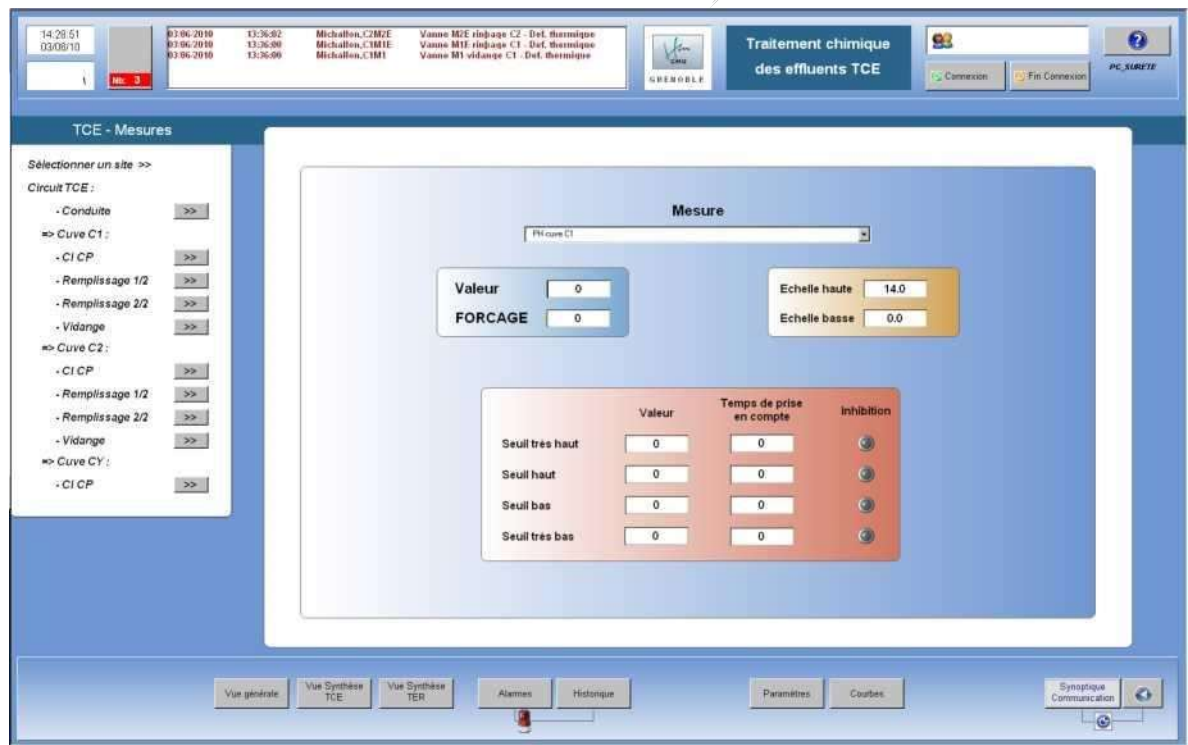 14:28:51
03/06/10
Nb: 3
03/06/2010 13:36:02 Michallon,C2M2E Vanne M2E rinçage C2 - Def. thermique
03/06/2010 13:36:00 Michallon,C1M1E Vanne M1E rinçage C1 - Def. thermique
03/06/2010 13:36:00 Michallon,C1M1 Vanne M1 vidange C1 - Def. thermique
CHU
GRENOBLE
Traitement chimique
des effluents TCE
Connexion
Fin Connexion
?
PC_SURETE
TCE - Mesures
Sélectionner un site >>
Circuit TCE :
- Conduite >>
=> Cuve C1 :
- CI CP >>
- Remplissage 1/2 >>
- Remplissage 2/2 >>
- Vidange >>
=> Cuve C2 :
- CI CP >>
- Remplissage 1/2 >>
- Remplissage 2/2 >>
- Vidange >>
=> Cuve CY :
- CI CP >>
Mesure
PH cuve C1
Valeur 0
FORCAGE 0
Echelle haute 14.0
Echelle basse 0.0
Valeur
Temps de prise
en compte
Inhibition
Seuil très haut 0 0
Seuil haut 0 0
Seuil bas 0 0
Seuil très bas 0 0
Vue générale
Vue Synthèse
TCE
Vue Synthèse
TER
Alarmes
Historique
Paramètres
Courbes
Synoptique
Communication